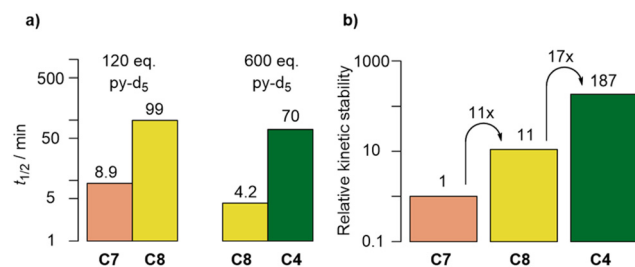 a)
120 eq.
py-d5
600 eq.
py-d5
t1/2 / min
500
50
5
1
8.9
99
4.2
70
C7
C8
C8
C4
b)
Relative kinetic stability
1000
10
0.1
1
11x
11
17x
187
C7
C8
C4